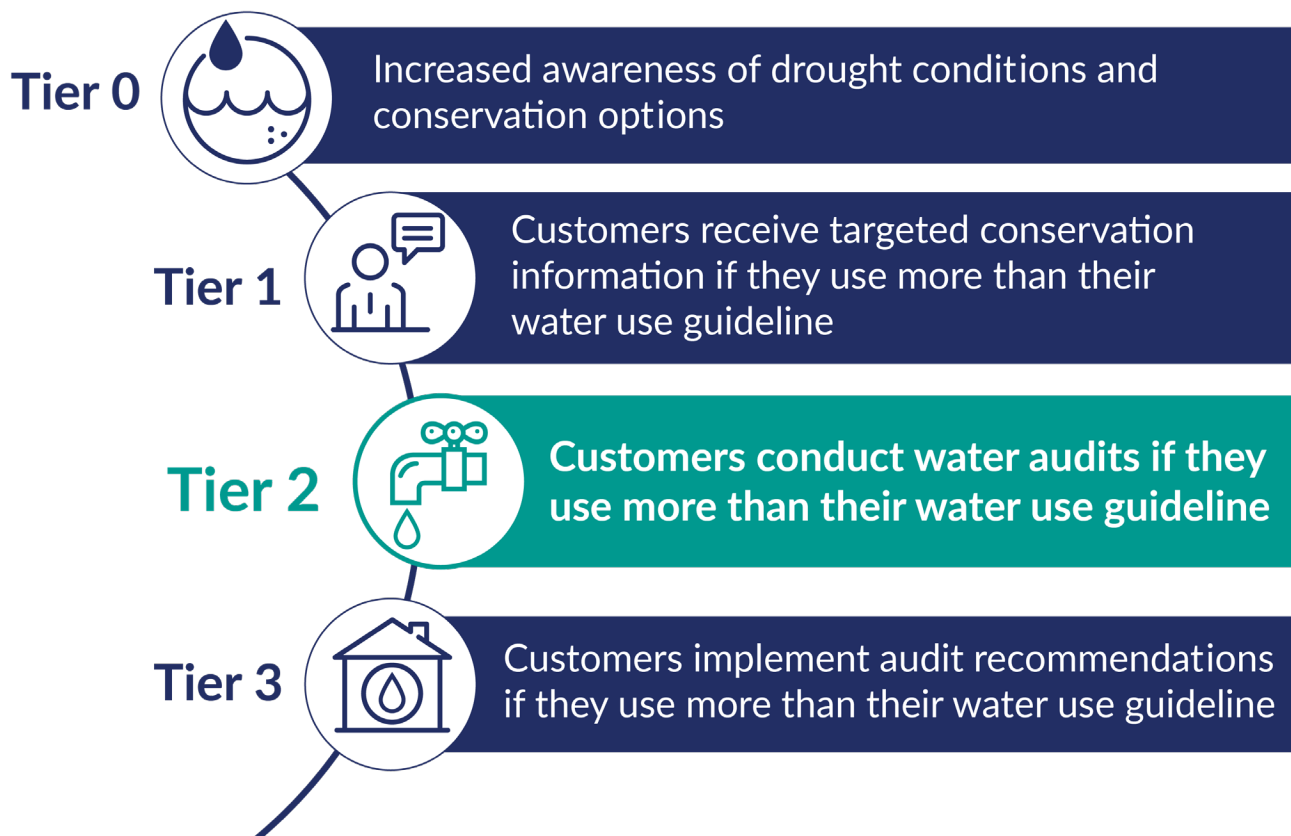 Tier 0
Increased awareness of drought conditions and
conservation options
Tier 1
Customers receive targeted conservation
information if they use more than their
water use guideline
Tier 2
Customers conduct water audits if they
use more than their water use guideline
Tier 3
Customers implement audit recommendations
if they use more than their water use guideline